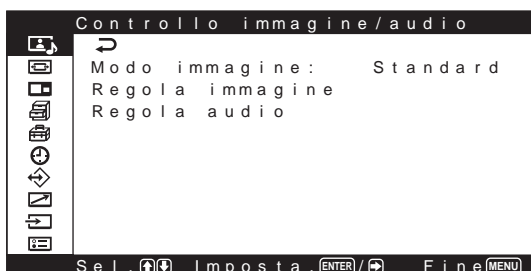 Controllo immagine/audio
Modo immagine: Standard
Regola immagine
Regola audio
Sel. Imposta. ENTER / Fine MENU